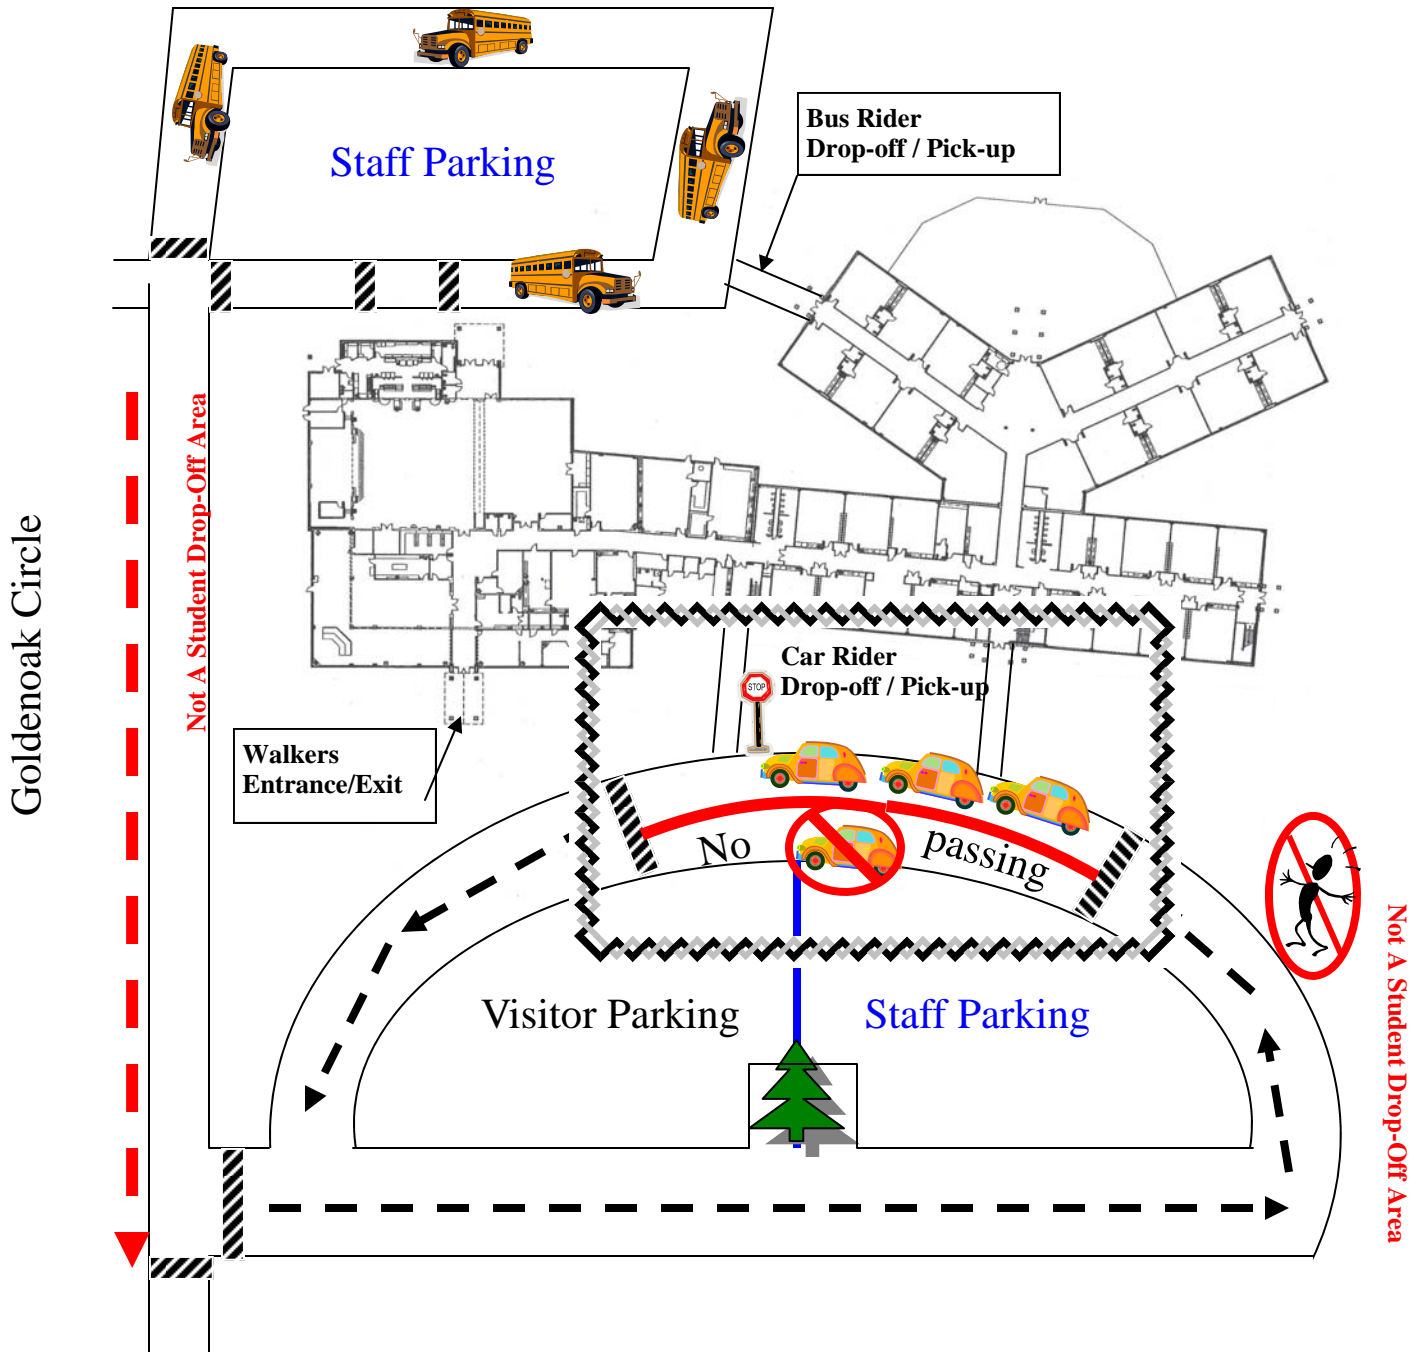 Staff Parking
Bus Rider
Drop-off / Pick-up
Goldenoak Circle
Not A Student Drop-Off Area
Car Rider
Drop-off / Pick-up
STOP
Walkers
Entrance/Exit
No passing
Visitor Parking
Staff Parking
Not A Student Drop-Off Area